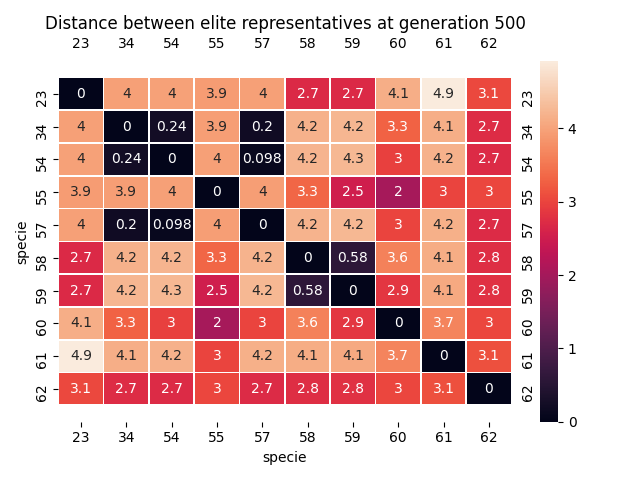 Distance between elite representatives at generation 500
23 34 54 55 57 58 59 60 61 62
23 0 4 4 3.9 4 2.7 2.7 4.1 4.9 3.1 23
34 4 0 0.24 3.9 0.2 4.2 4.2 3.3 4.1 2.7 34
54 4 0.24 0 4 0.098 4.2 4.3 3 4.2 2.7 54
55 3.9 3.9 4 0 4 3.3 2.5 2 3 3 55
57 4 0.2 0.098 4 0 4.2 4.2 3 4.2 2.7 57
58 2.7 4.2 4.2 3.3 4.2 0 0.58 3.6 4.1 2.8 58
59 2.7 4.2 4.3 2.5 4.2 0.58 0 2.9 4.1 2.8 59
60 4.1 3.3 3 2 3 3.6 2.9 0 3.7 3 60
61 4.9 4.1 4.2 3 4.2 4.1 4.1 3.7 0 3.1 61
62 3.1 2.7 2.7 3 2.7 2.8 2.8 3 3.1 0 62
23 34 54 55 57 58 59 60 61 62
specie
specie
4
3
2
1
0